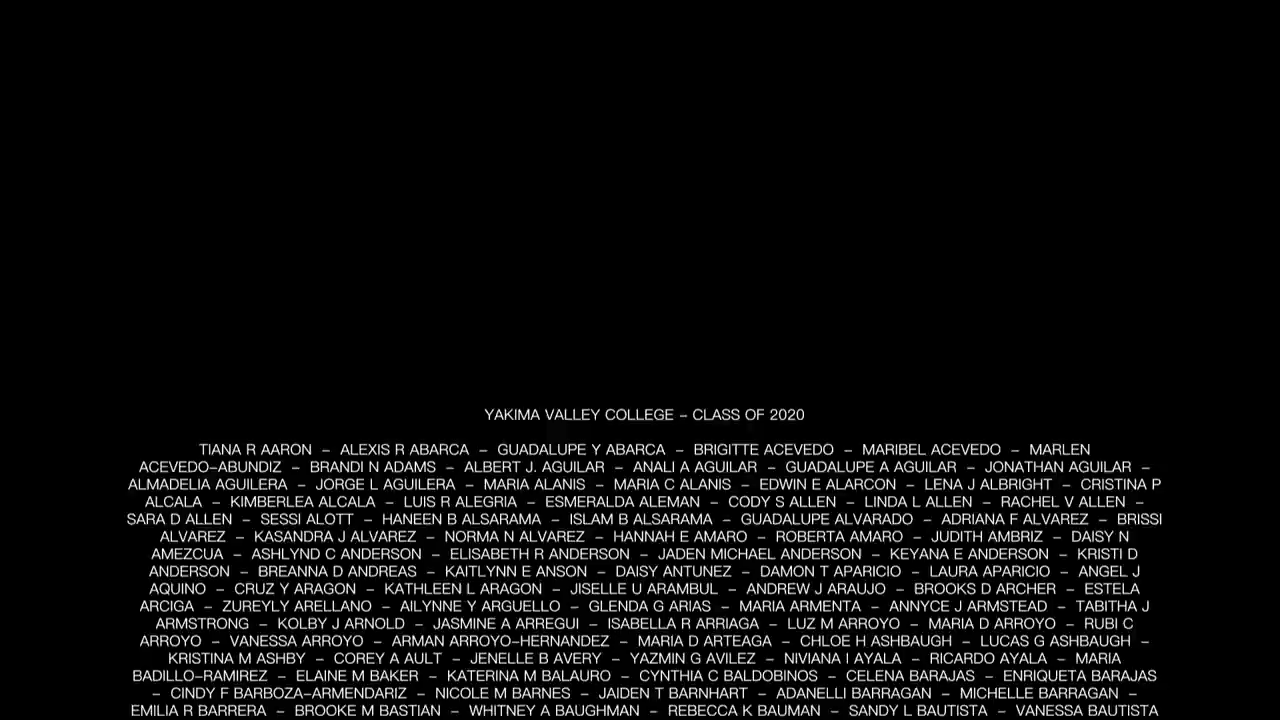 YAKIMA VALLEY COLLEGE – CLASS OF 2020
TIANA R AARON – ALEXIS R ABARCA – GUADALUPE Y ABARCA – BRIGITTE ACEVEDO – MARIBEL ACEVEDO – MARLEN
ACEVEDO–ABUNDIZ – BRANDI N ADAMS – ALBERT J. AGUILAR – ANALI A AGUILAR – GUADALUPE A AGUILAR – JONATHAN AGUILAR –
ALMADELIA AGUILERA – JORGE L AGUILERA – MARIA ALANIS – MARIA C ALANIS – EDWIN E ALARCON – LENA J ALBRIGHT – CRISTINA P
ALCALA – KIMBERLEA ALCALA – LUIS R ALEGRIA – ESMERALDA ALEMAN – CODY S ALLEN – LINDA L ALLEN – RACHEL V ALLEN –
SARA D ALLEN – SESSI ALOTT – HANEEN B ALSARAMA – ISLAM B ALSARAMA – GUADALUPE ALVARADO – ADRIANA F ALVAREZ – BRISSI
ALVAREZ – KASANDRA J ALVAREZ – NORMA N ALVAREZ – HANNAH E AMARO – ROBERTA AMARO – JUDITH AMBRIZ – DAISY N
AMEZCUA – ASHLYND C ANDERSON – ELISABETH R ANDERSON – JADEN MICHAEL ANDERSON – KEYANA E ANDERSON – KRISTI D
ANDERSON – BREANNA D ANDREAS – KAITLYNN E ANSON – DAISY ANTUNEZ – DAMON T APARICIO – LAURA APARICIO – ANGEL J
AQUINO – CRUZ Y ARAGON – KATHLEEN L ARAGON – JISELLE U ARAMBUL – ANDREW J ARAUJO – BROOKS D ARCHER – ESTELA
ARCIGA – ZUREYLY ARELLANO – AILYNNE Y ARGUELLO – GLENDA G ARIAS – MARIA ARMENTA – ANNYCE J ARMSTEAD – TABITHA J
ARMSTRONG – KOLBY J ARNOLD – JASMINE A ARREGUI – ISABELLA R ARRIAGA – LUZ M ARROYO – MARIA D ARROYO – RUBI C
ARROYO – VANESSA ARROYO – ARMAN ARROYO–HERNANDEZ – MARIA D ARTEAGA – CHLOE H ASHBAUGH – LUCAS G ASHBAUGH –
KRISTINA M ASHBY – COREY A AULT – JENELLE B AVERY – YAZMIN G AVILEZ – NIVIANA I AYALA – RICARDO AYALA – MARIA
BADILLO–RAMIREZ – ELAINE M BAKER – KATERINA M BALAURO – CYNTHIA C BALDOBINOS – CELENA BARAJAS – ENRIQUETA BARAJAS
– CINDY F BARBOZA–ARMENDARIZ – NICOLE M BARNES – JAIDEN T BARNHART – ADANELLI BARRAGAN – MICHELLE BARRAGAN –
EMILIA R BARRERA – BROOKE M BASTIAN – WHITNEY A BAUGHMAN – REBECCA K BAUMAN – SANDY L BAUTISTA – VANESSA BAUTISTA